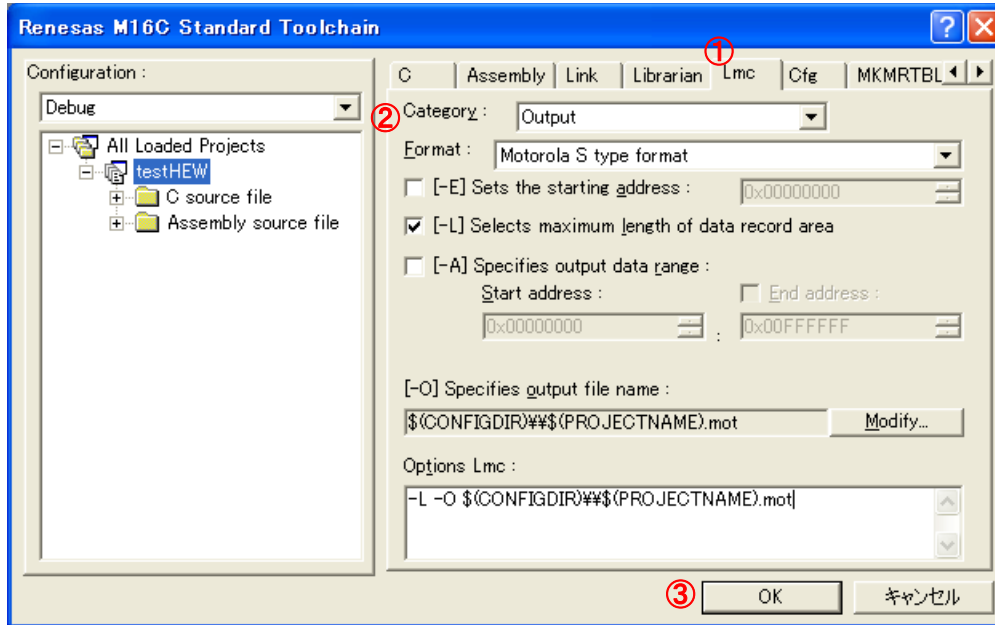 Renesas M16C Standard Toolchain
Configuration :
Debug
All Loaded Projects
testHEW
C source file
Assembly source file
①
C Assembly Link Librarian Lmc Cfg MKMRTBL
② Category : Output
Format : Motorola S type format
[-E] Sets the starting address : 0x00000000
[-L] Selects maximum length of data record area
[-A] Specifies output data range :
Start address : End address :
0x00000000 : 0x00FFFFFF
[-O] Specifies output file name :
$(CONFIGDIR)¥¥$(PROJECTNAME).mot Modify...
Options Lmc :
-L -O $(CONFIGDIR)¥¥$(PROJECTNAME).mot
③ OK キャンセル